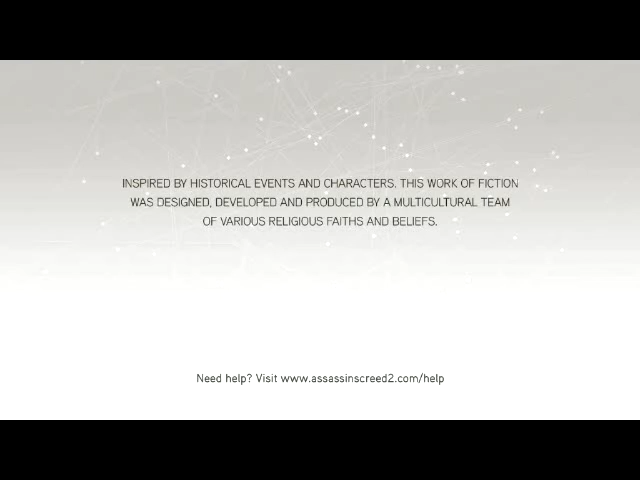 INSPIRED BY HISTORICAL EVENTS AND CHARACTERS. THIS WORK OF FICTION
WAS DESIGNED, DEVELOPED AND PRODUCED BY A MULTICULTURAL TEAM
OF VARIOUS RELIGIOUS FAITHS AND BELIEFS.
Need help? Visit www.assassinscreed2.com/help